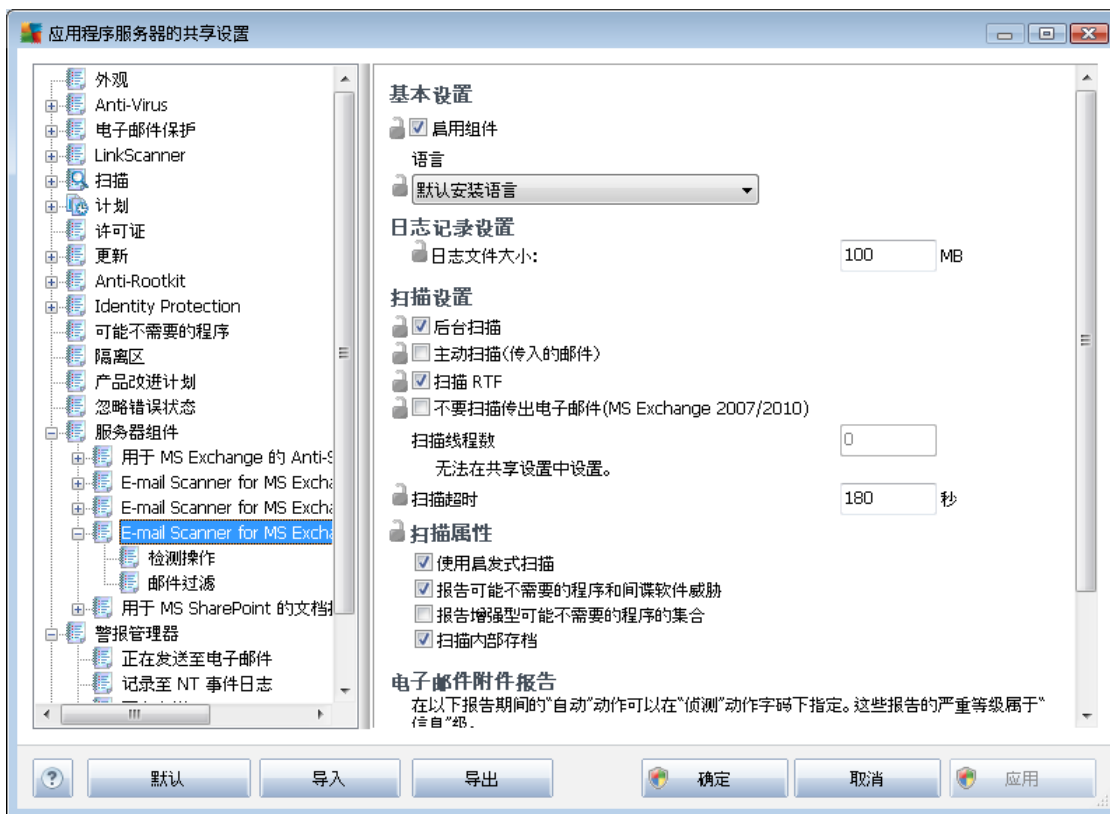 应用程序服务器的共享设置
外观
Anti-Virus
电子邮件保护
LinkScanner
扫描
计划
许可证
更新
Anti-Rootkit
Identity Protection
可能不需要的程序
隔离区
产品改进计划
忽略错误状态
服务器组件
用于 MS Exchange 的 Anti-S
E-mail Scanner for MS Excha
E-mail Scanner for MS Excha
E-mail Scanner for MS Excha
检测操作
邮件过滤
用于 MS SharePoint 的文档扫
警报管理器
正在发送至电子邮件
记录至 NT 事件日志
基本设置
启用组件
语言
默认安装语言
日志记录设置
日志文件大小: 100 MB
扫描设置
后台扫描
主动扫描(传入的邮件)
扫描 RTF
不要扫描传出电子邮件(MS Exchange 2007/2010)
扫描线程数 0
无法在共享设置中设置。
扫描超时 180 秒
扫描属性
使用启发式扫描
报告可能不需要的程序和间谍软件威胁
报告增强型可能不需要的程序的集合
扫描内部存档
电子邮件附件报告
在以下报告期间的“自动”动作可以在“侦测”动作字码下指定。这些报告的严重等级属于“
信息”级。
默认 导入 导出 确定 取消 应用